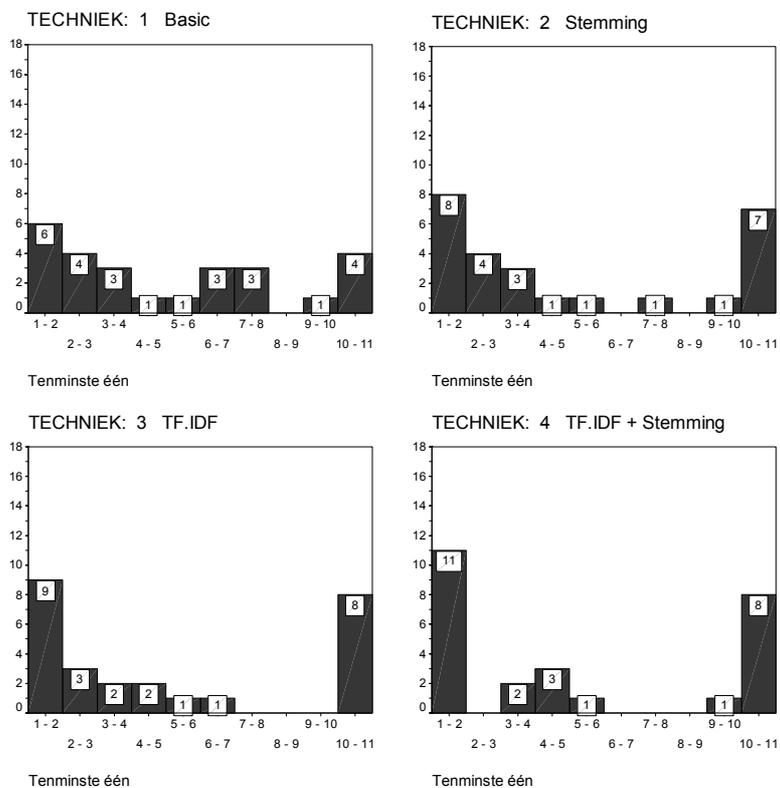 TECHNIEK: 1 Basic
18
16
14
12
10
8
6
4
2
0
6
4
3
1
1
3
3
1
4
1 - 2
3 - 4
5 - 6
7 - 8
9 - 10
2 - 3
4 - 5
6 - 7
8 - 9
10 - 11
Tenminste één
TECHNIEK: 2 Stemming
18
16
14
12
10
8
6
4
2
0
8
4
3
1
1
1
1
7
1 - 2
3 - 4
5 - 6
7 - 8
9 - 10
2 - 3
4 - 5
6 - 7
8 - 9
10 - 11
Tenminste één
TECHNIEK: 3 TF.IDF
18
16
14
12
10
8
6
4
2
0
9
3
2
2
1
1
8
1 - 2
3 - 4
5 - 6
7 - 8
9 - 10
2 - 3
4 - 5
6 - 7
8 - 9
10 - 11
Tenminste één
TECHNIEK: 4 TF.IDF + Stemming
18
16
14
12
10
8
6
4
2
0
11
2
3
1
1
8
1 - 2
3 - 4
5 - 6
7 - 8
9 - 10
2 - 3
4 - 5
6 - 7
8 - 9
10 - 11
Tenminste één